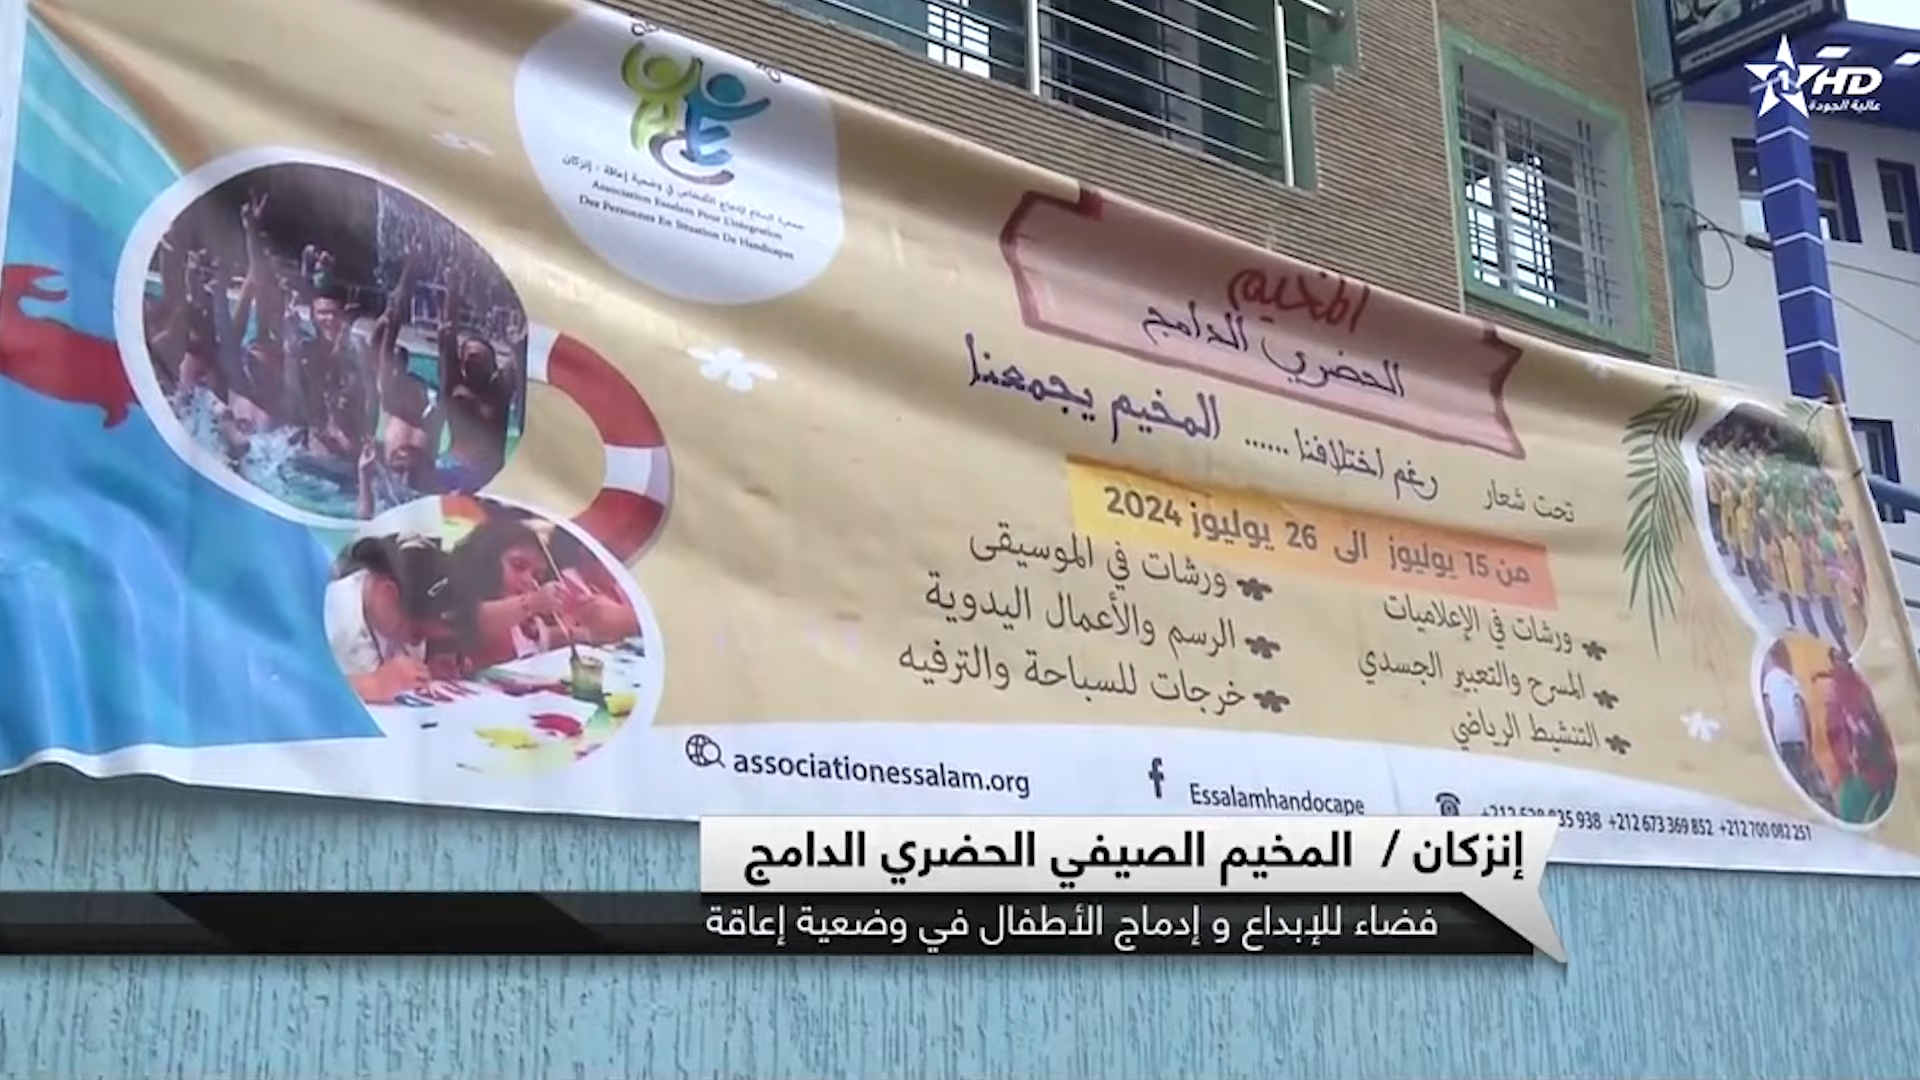 HD
عالية الجودة
جمعية السلام لإدماج الأشخاص في وضعية إعاقة - إنزكان
Association Essalam Pour L'intégration
Des Personnes En Situation De Handicapes
المخيم
الحضري الدامج
تحت شعار رغم اختلافنا ...... المخيم يجمعنا
من 15 يوليوز الى 26 يوليوز 2024
ورشات في الإعلاميات
المسرح والتعبير الجسدي
التنشيط الرياضي
ورشات في الموسيقى
الرسم والأعمال اليدوية
خرجات للسباحة والترفيه
associationessalam.org
Essalamhandocape
35 938 +212 673 369 852 +212 700 082 251
إنزكان / المخيم الصيفي الحضري الدامج
فضاء للإبداع و إدماج الأطفال في وضعية إعاقة